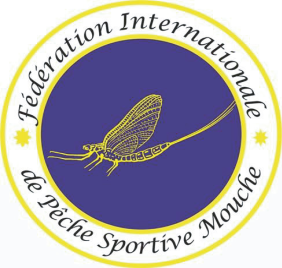 Fédération Internationale
de Pêche Sportive Mouche